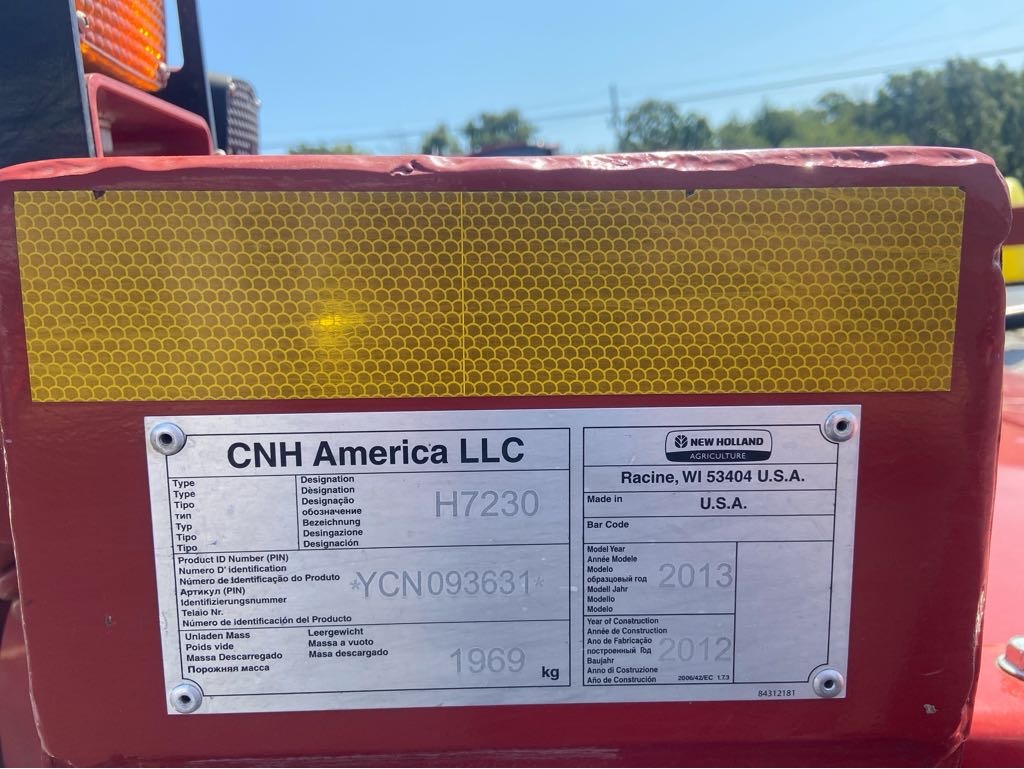 CNH America LLC
Type
Type
Tipo
тип
Typ
Tipo
Tipo
Designation
Dèsignation
Designação
обозначение
Bezeichnung
Desingazione
Designación
H7230
Product ID Number (PIN)
Numero D' identification
Número de Identificação do Produto
Артикул (PIN)
Identifizierungsnummer
Telaio Nr.
Número de identificación del Producto
*YCN093631*
Unladen Mass
Poids vide
Massa Descarregado
Порожняя масса
Leergewicht
Massa a vuoto
Masa descargado
1969 kg
NEW HOLLAND
AGRICULTURE
Racine, WI 53404 U.S.A.
Made in
U.S.A.
Bar Code
Model Year
Année Modele
Modelo
образцовый год
Modell Jahr
Modello
Modelo
2013
Year of Construction
Année de Construction
Ano de Fabricação
построенный Год
Baujahr
Anno di Costruzione
Año de Construción
2012
2006/42/EC 1.7.3
84312181